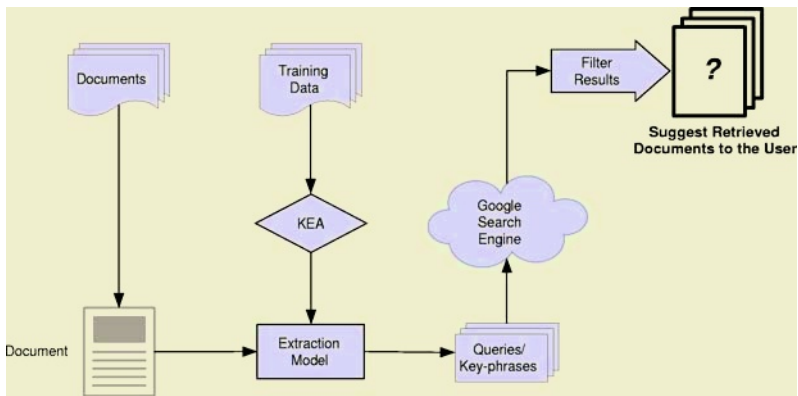 Documents
Training
Data
Filter
Results
?
Suggest Retrieved
Documents to the User
KEA
Google
Search
Engine
Document
Extraction
Model
Queries/
Key-phrases